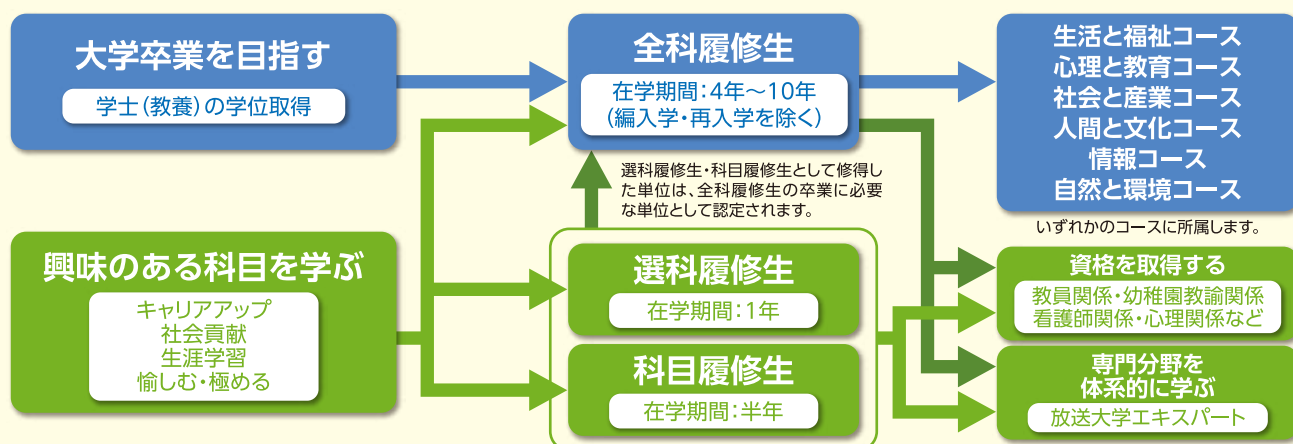 大学卒業を目指す
学士(教養)の学位取得
全科履修生
在学期間:4年〜10年
(編入学・再入学を除く)
生活と福祉コース
心理と教育コース
社会と産業コース
人間と文化コース
情報コース
自然と環境コース
いずれかのコースに所属します。
選科履修生・科目履修生として修得し
た単位は、全科履修生の卒業に必要
な単位として認定されます。
興味のある科目を学ぶ
キャリアアップ
社会貢献
生涯学習
愉しむ・極める
選科履修生
在学期間:1年
科目履修生
在学期間:半年
資格を取得する
教員関係・幼稚園教諭関係
看護師関係・心理関係など
専門分野を
体系的に学ぶ
放送大学エキスパート